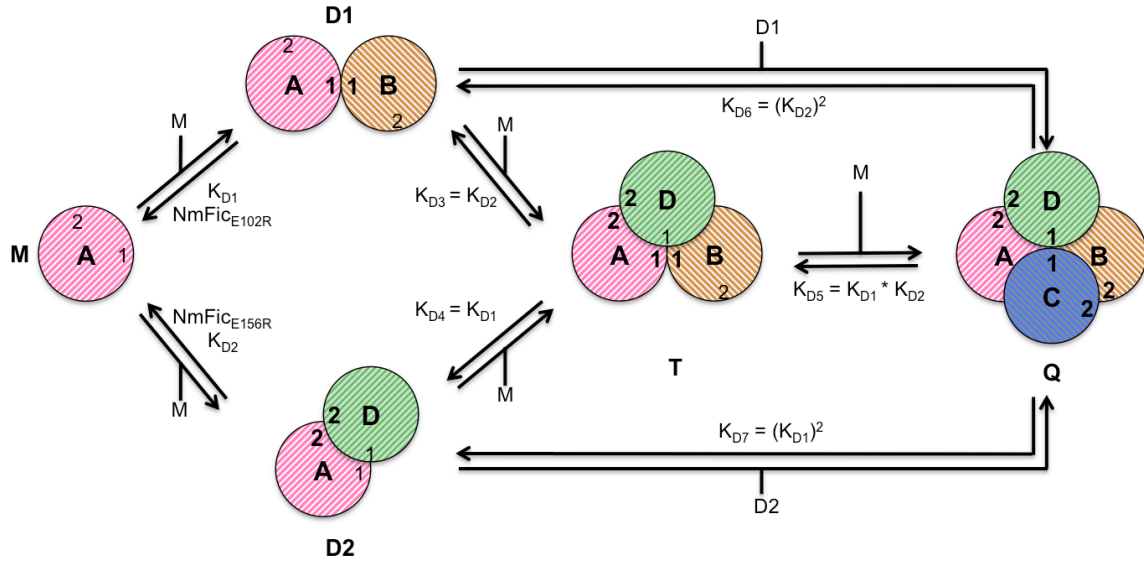 D1
2
A 1 1 B
2
D1
K_D6 = (K_D2)^2
M
K_D1
NmFic_E102R
M
K_D3 = K_D2
M
2
A 1
D
2
2
1
A 1 1 B
2
T
M
K_D5 = K_D1 * K_D2
D
2
2
1
A 1 B
C 2
2
Q
NmFic_E156R
K_D2
M
K_D4 = K_D1
M
2 D
2 1
A 1
D2
K_D7 = (K_D1)^2
D2